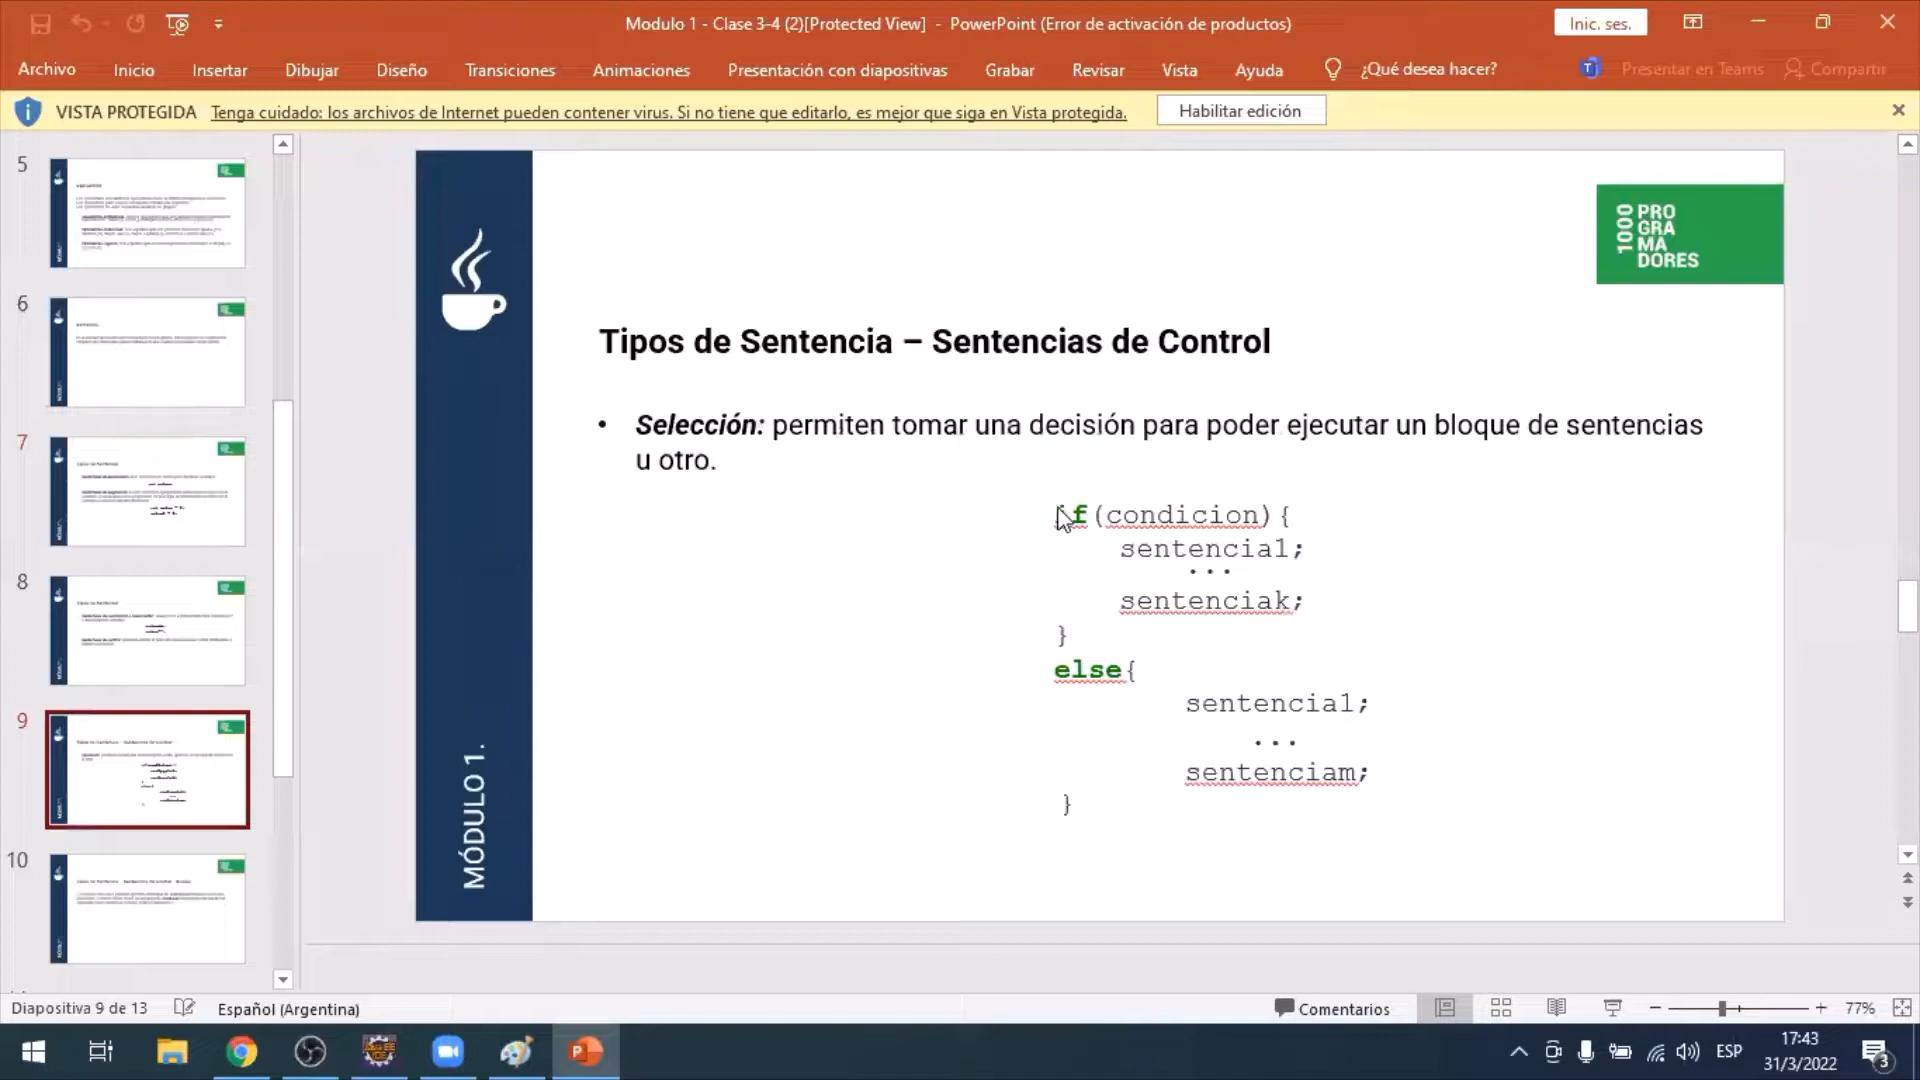 Modulo 1 - Clase 3-4 (2)[Protected View] - PowerPoint (Error de activación de productos)
Inic. ses.
Archivo Inicio Insertar Dibujar Diseño Transiciones Animaciones Presentación con diapositivas Grabar Revisar Vista Ayuda ¿Qué desea hacer? Presentar en Teams Compartir
VISTA PROTEGIDA Tenga cuidado: los archivos de Internet pueden contener virus. Si no tiene que editarlo, es mejor que siga en Vista protegida. Habilitar edición
5
6
7
8
9
10
MÓDULO 1.
1000
PRO
GRA
MA
DORES
Tipos de Sentencia – Sentencias de Control
• Selección: permiten tomar una decisión para poder ejecutar un bloque de sentencias
u otro.
if(condicion){
sentencia1;
...
sentenciak;
}
else{
sentencia1;
...
sentenciam;
}
Diapositiva 9 de 13 Español (Argentina) Comentarios 77%
ESP 17:43
31/3/2022
3